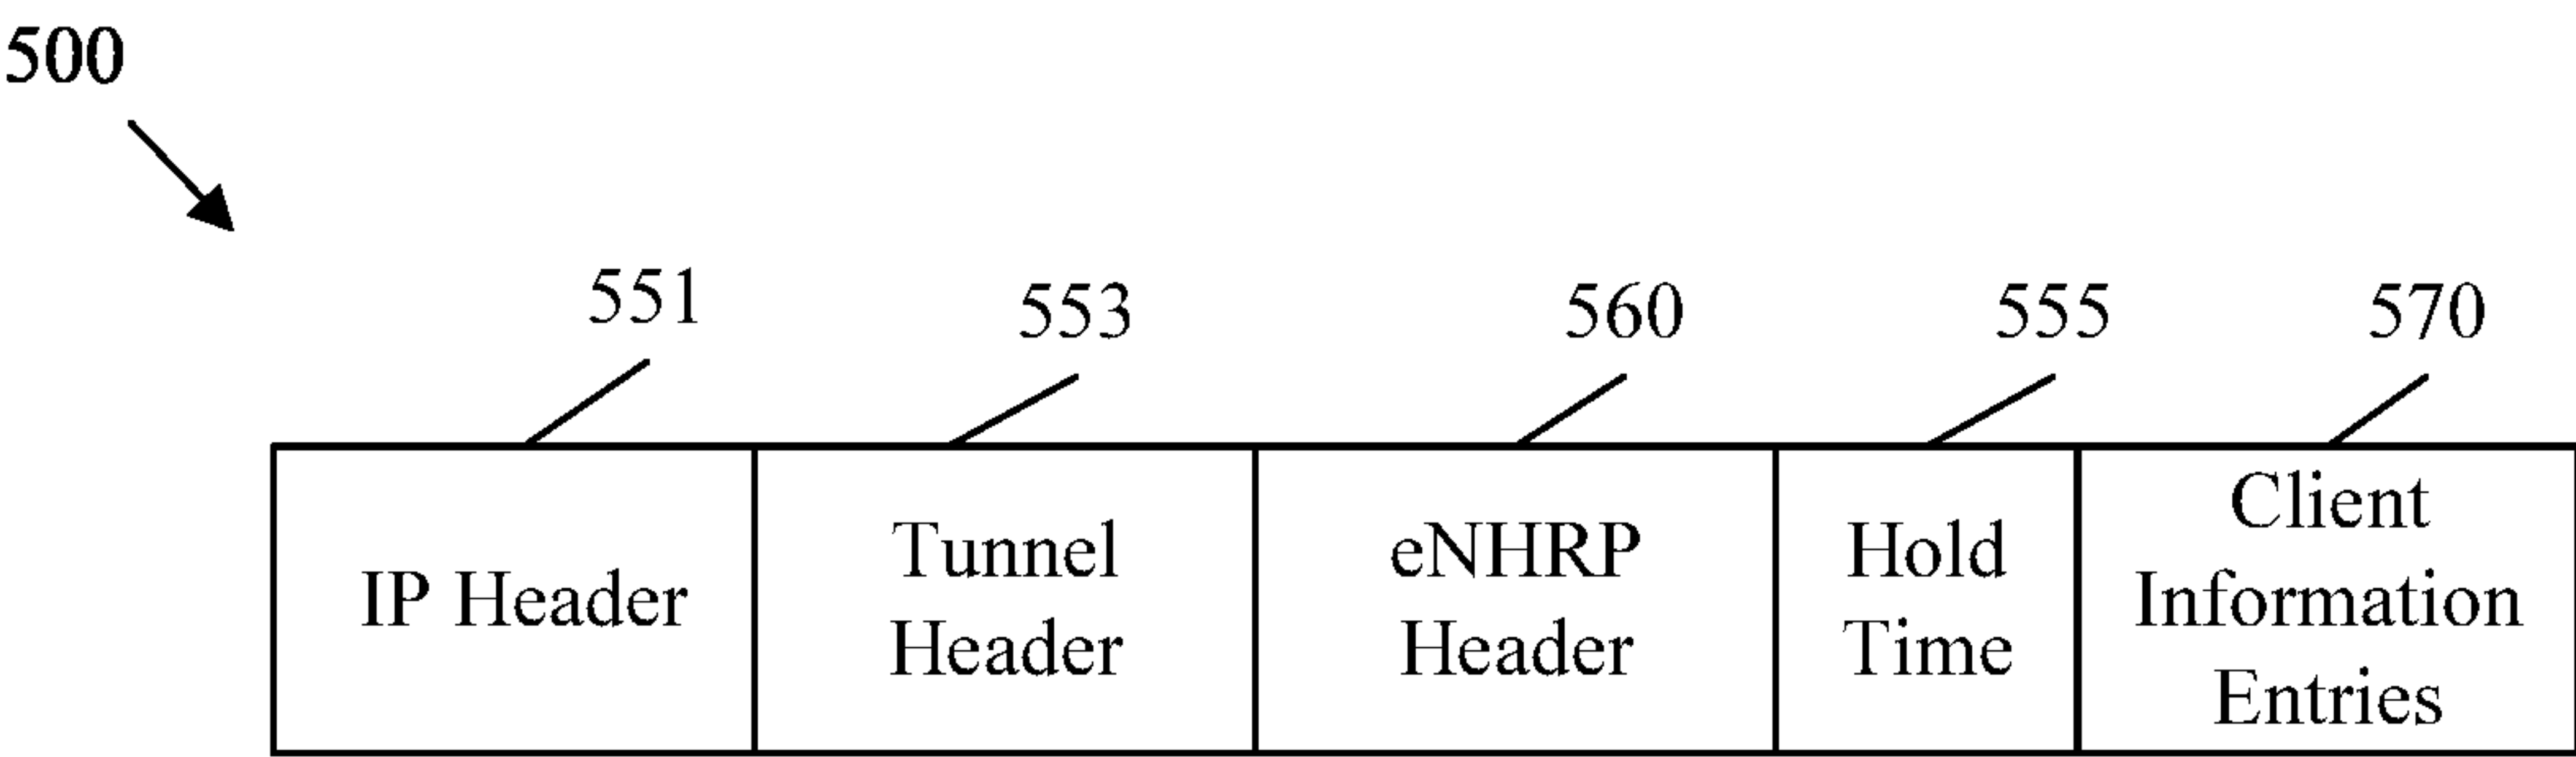 500
551
553
560
555
570
IP Header
Tunnel
Header
eNHRP
Header
Hold
Time
Client
Information
Entries